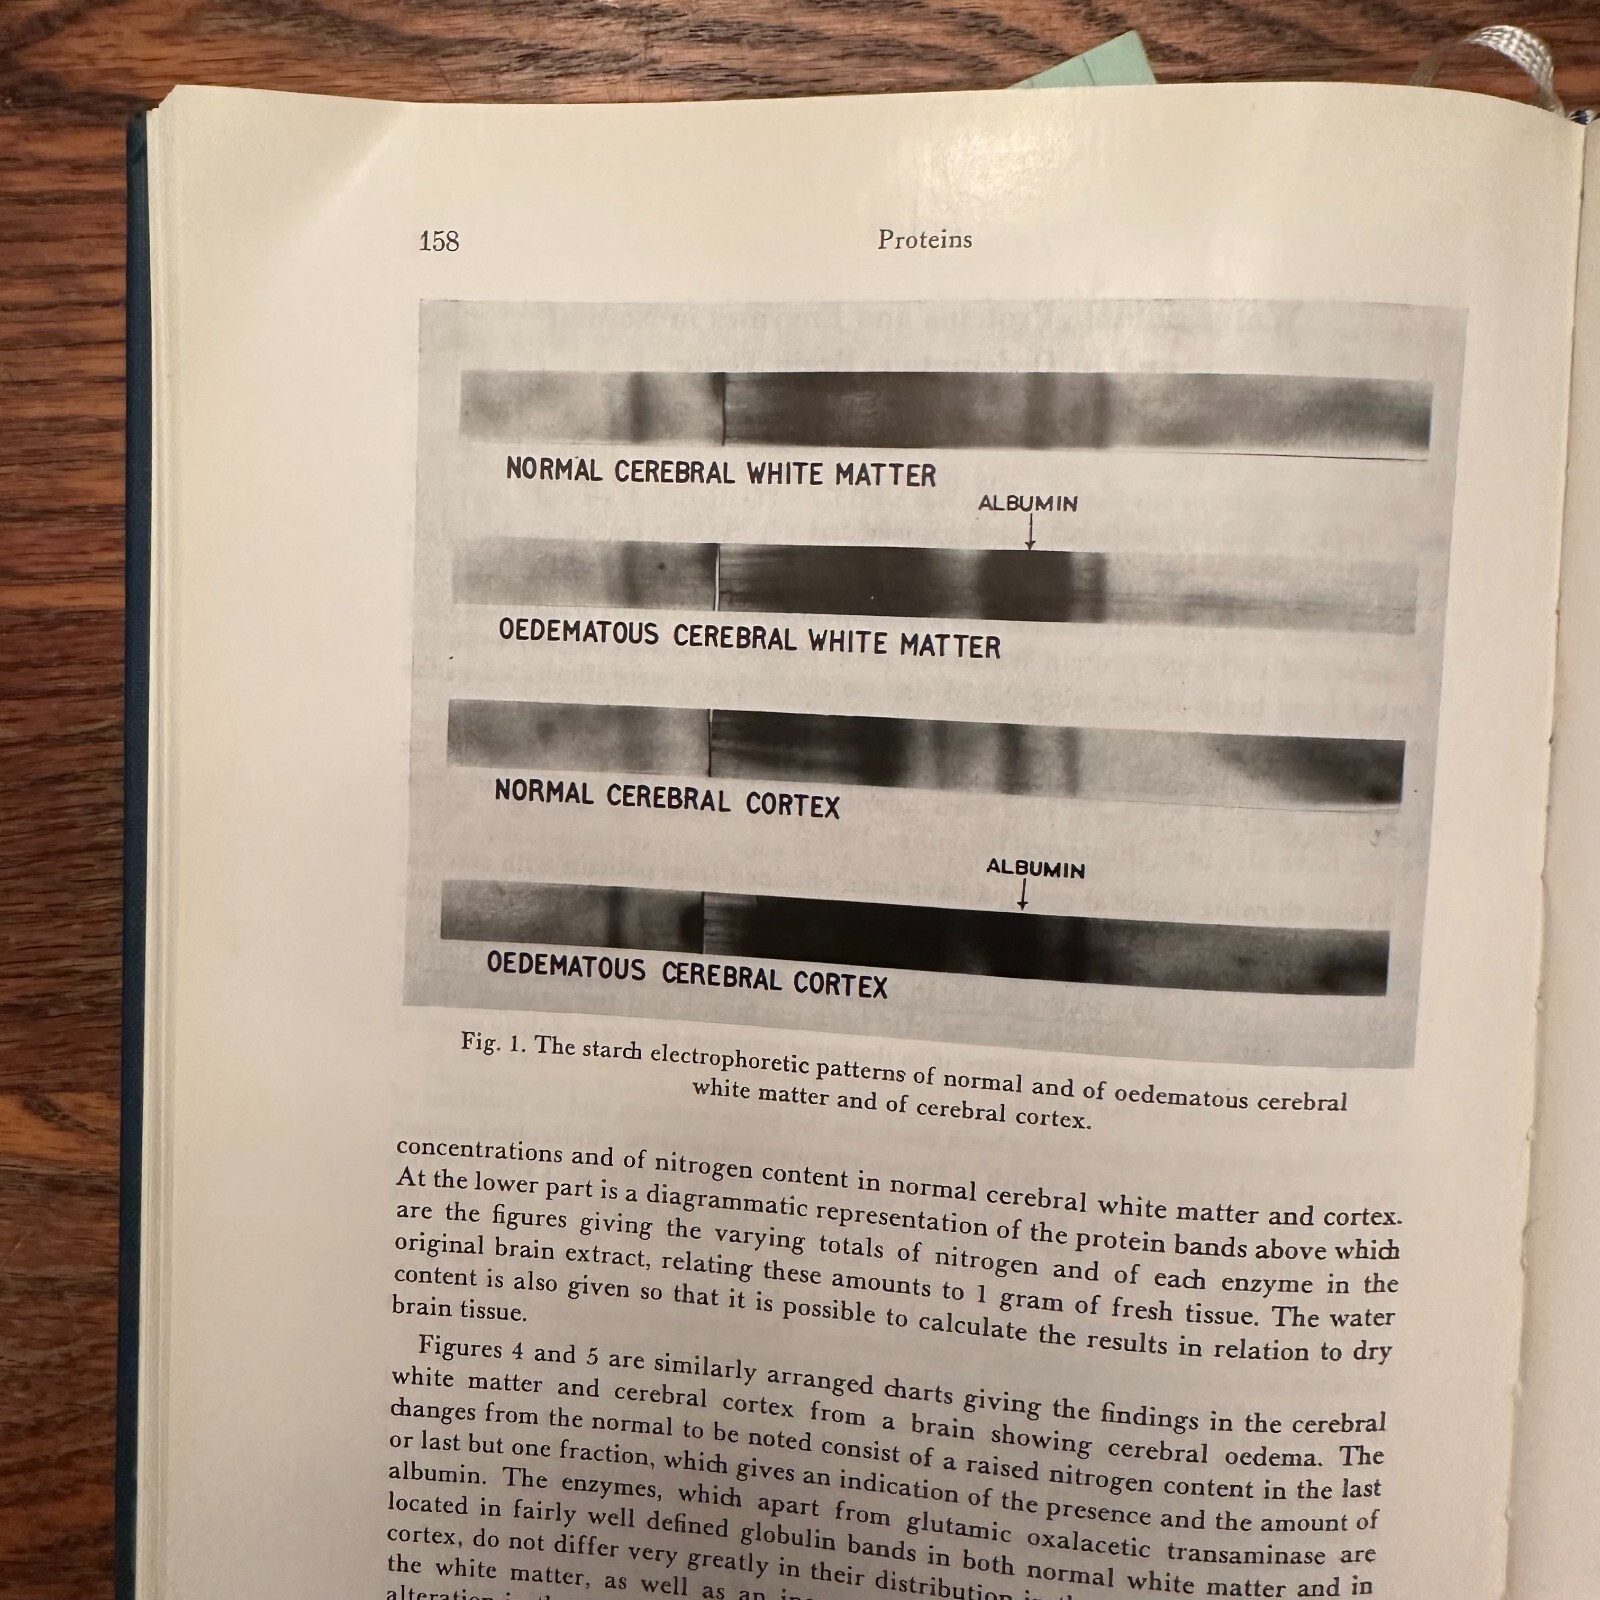 158
Proteins
NORMAL CEREBRAL WHITE MATTER
ALBUMIN
OEDEMATOUS CEREBRAL WHITE MATTER
NORMAL CEREBRAL CORTEX
ALBUMIN
OEDEMATOUS CEREBRAL CORTEX
Fig. 1. The starch electrophoretic patterns of normal and of oedematous cerebral
white matter and of cerebral cortex.
concentrations and of nitrogen content in normal cerebral white matter and cortex.
At the lower part is a diagrammatic representation of the protein bands above which
are the figures giving the varying totals of nitrogen and of each enzyme in the
original brain extract, relating these amounts to 1 gram of fresh tissue. The water
content is also given so that it is possible to calculate the results in relation to dry
brain tissue.
Figures 4 and 5 are similarly arranged charts giving the findings in the cerebral
white matter and cerebral cortex from a brain showing cerebral oedema. The
changes from the normal to be noted consist of a raised nitrogen content in the last
or last but one fraction, which gives an indication of the presence and the amount of
albumin. The enzymes, which apart from glutamic oxalacetic transaminase are
located in fairly well defined globulin bands in both normal white matter and in
cortex, do not differ very greatly in their distribution
the white matter, as well as an